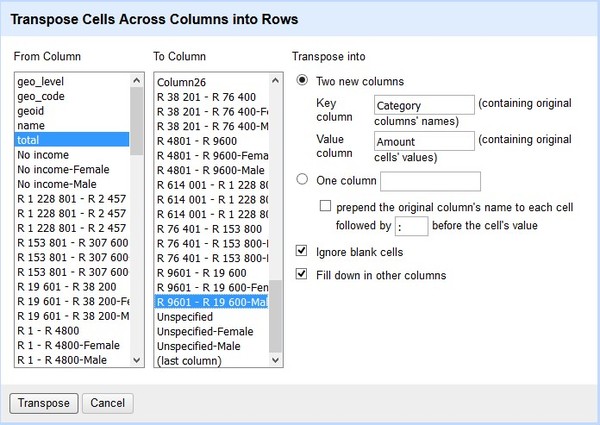 Transpose Cells Across Columns into Rows
From Column
To Column
Transpose into
geo_level
geo_code
geoid
name
total
No income
No income-Female
No income-Male
R 1 228 801 - R 2 457
R 1 228 801 - R 2 457
R 1 228 801 - R 2 457
R 153 801 - R 307 600
R 153 801 - R 307 600
R 153 801 - R 307 600
R 19 601 - R 38 200
R 19 601 - R 38 200-Fe
R 19 601 - R 38 200-M
R 1 - R 4800
R 1 - R 4800-Female
R 1 - R 4800-Male
Column26
R 38 201 - R 76 400
R 38 201 - R 76 400-Fe
R 38 201 - R 76 400-M
R 4801 - R 9600
R 4801 - R 9600-Female
R 4801 - R 9600-Male
R 614 001 - R 1 228 80
R 614 001 - R 1 228 80
R 614 001 - R 1 228 80
R 76 401 - R 153 800
R 76 401 - R 153 800-F
R 76 401 - R 153 800-M
R 9601 - R 19 600
R 9601 - R 19 600-Fem
R 9601 - R 19 600-Mal
Unspecified
Unspecified-Female
Unspecified-Male
(last column)
Two new columns
Key column
Category
(containing original columns' names)
Value column
Amount
(containing original cells' values)
One column
prepend the original column's name to each cell
followed by : before the cell's value
Ignore blank cells
Fill down in other columns
Transpose
Cancel